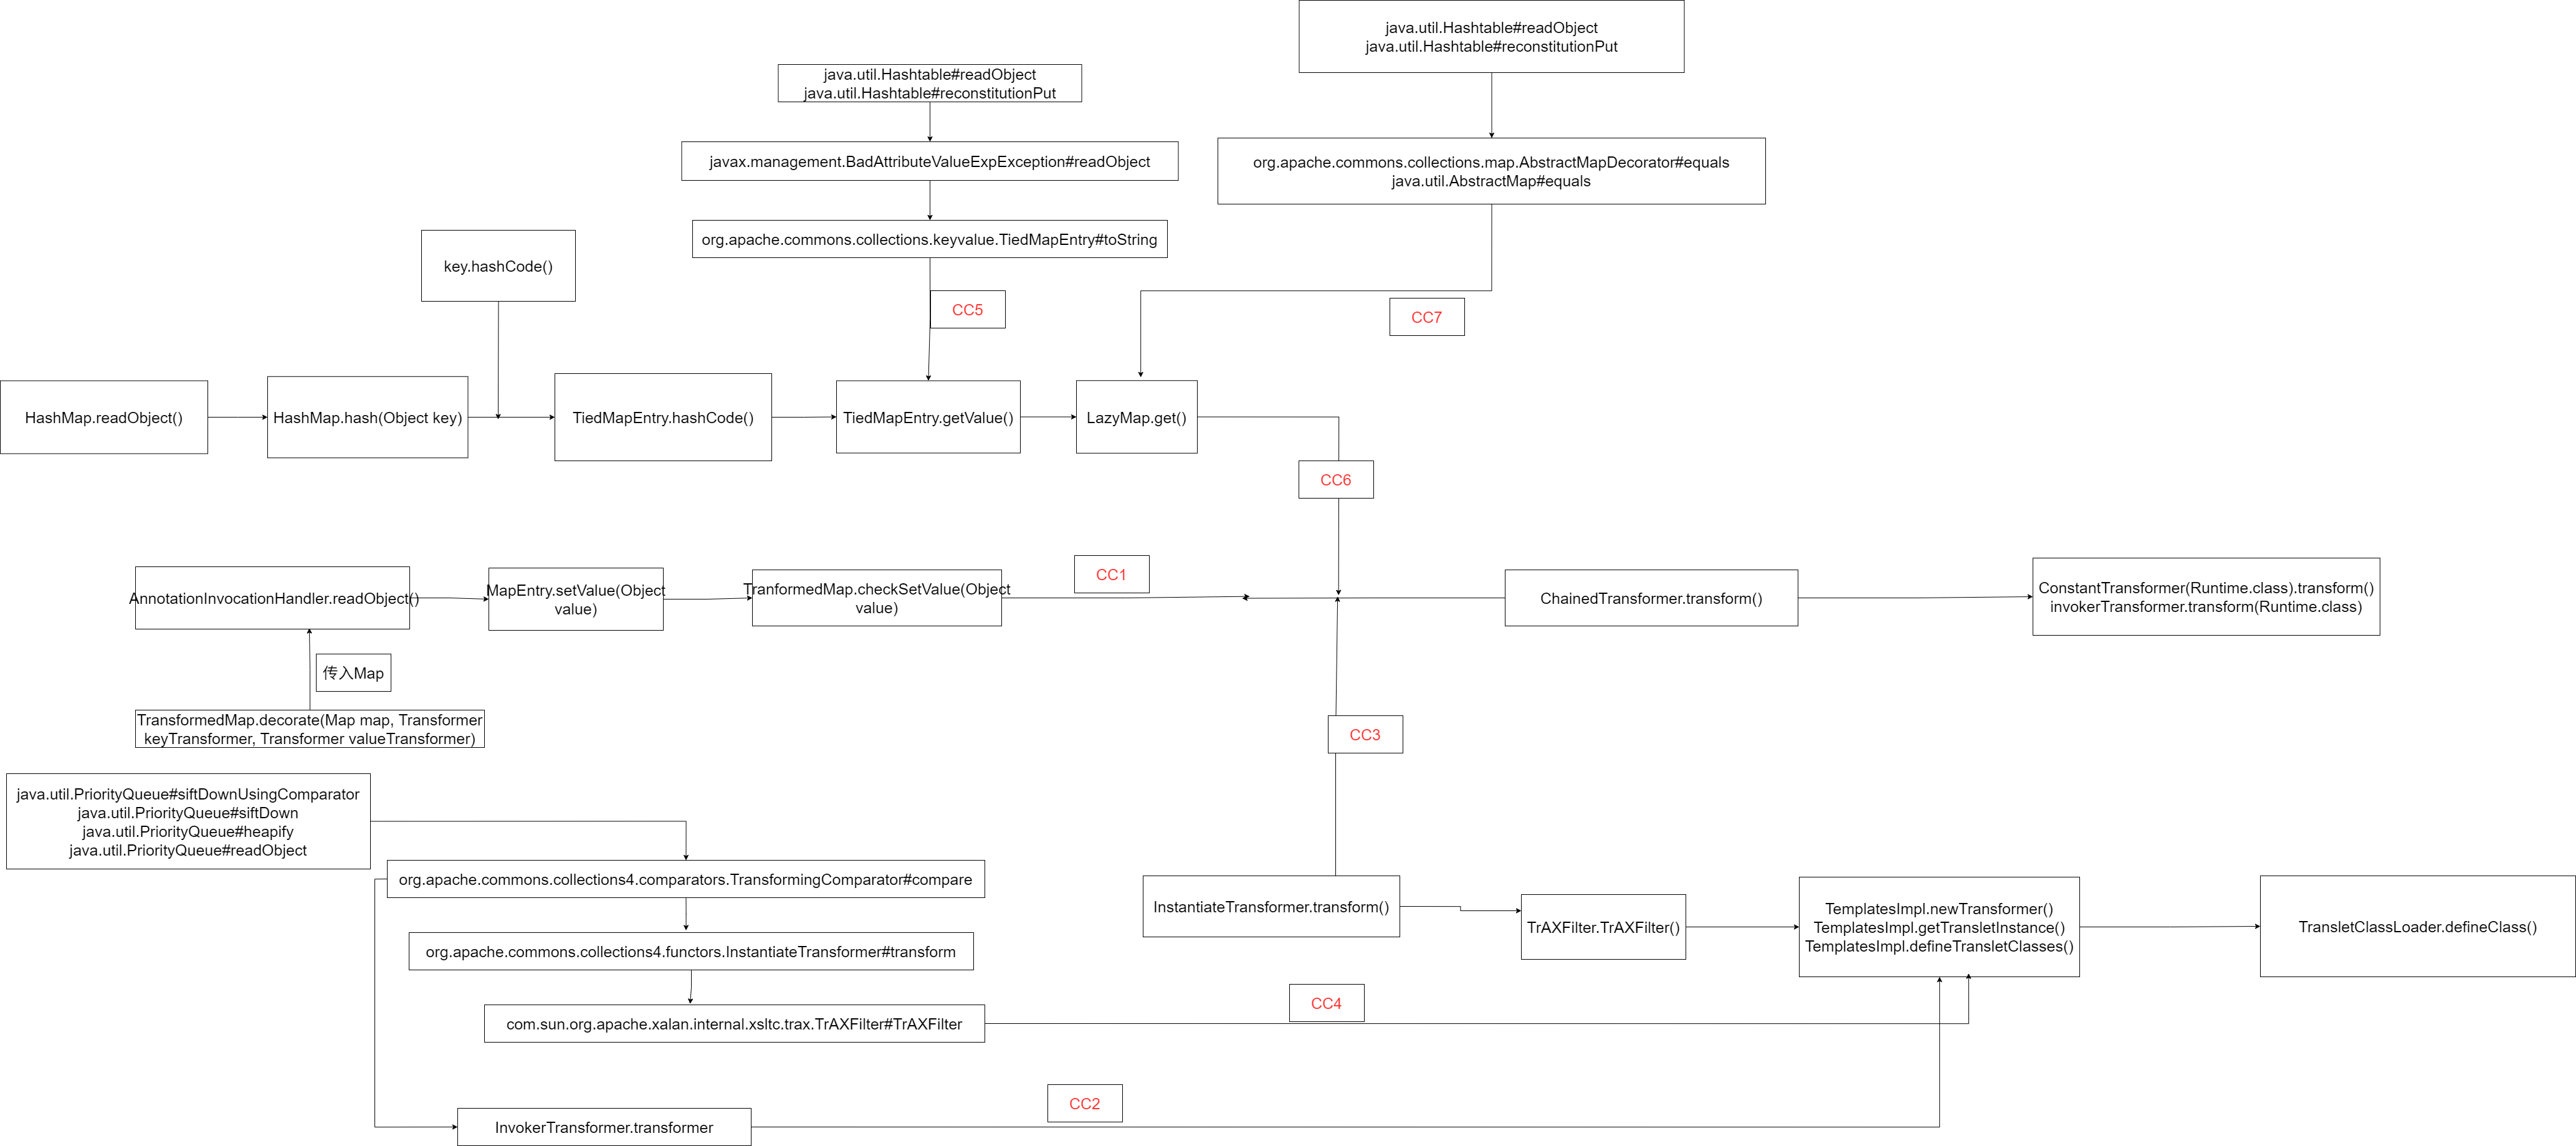 java.util.Hashtable#readObject
java.util.Hashtable#reconstitutionPut
java.util.Hashtable#readObject
java.util.Hashtable#reconstitutionPut
javax.management.BadAttributeValueExpException#readObject
org.apache.commons.collections.map.AbstractMapDecorator#equals
java.util.AbstractMap#equals
org.apache.commons.collections.keyvalue.TiedMapEntry#toString
key.hashCode()
CC5
CC7
HashMap.readObject()
HashMap.hash(Object key)
TiedMapEntry.hashCode()
TiedMapEntry.getValue()
LazyMap.get()
CC6
CC1
AnnotationInvocationHandler.readObject()
MapEntry.setValue(Object
value)
TranformedMap.checkSetValue(Object
value)
ChainedTransformer.transform()
ConstantTransformer(Runtime.class).transform()
invokerTransformer.transform(Runtime.class)
传入Map
TransformedMap.decorate(Map map, Transformer
keyTransformer, Transformer valueTransformer)
CC3
java.util.PriorityQueue#siftDownUsingComparator
java.util.PriorityQueue#siftDown
java.util.PriorityQueue#heapify
java.util.PriorityQueue#readObject
org.apache.commons.collections4.comparators.TransformingComparator#compare
InstantiateTransformer.transform()
TrAXFilter.TrAXFilter()
TemplatesImpl.newTransformer()
TemplatesImpl.getTransletInstance()
TemplatesImpl.defineTransletClasses()
TransletClassLoader.defineClass()
org.apache.commons.collections4.functors.InstantiateTransformer#transform
CC4
com.sun.org.apache.xalan.internal.xsltc.trax.TrAXFilter#TrAXFilter
CC2
InvokerTransformer.transformer